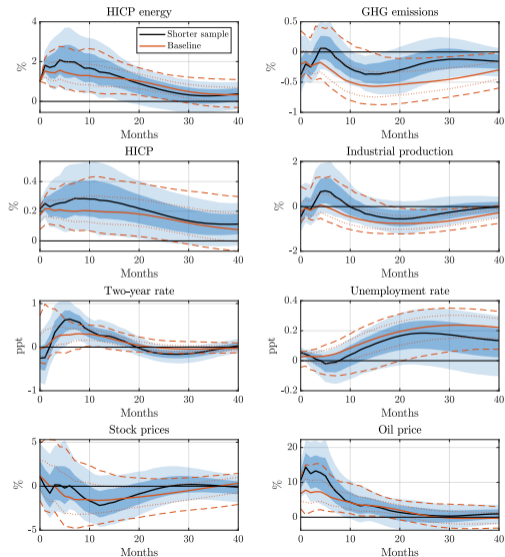 HICP energy
4
2
0
%
Shorter sample
Baseline
0 10 20 30 40
Months
GHG emissions
0.5
0
-0.5
-1
%
0 10 20 30 40
Months
HICP
0.4
0.2
0
%
0 10 20 30 40
Months
Industrial production
2
0
-2
%
0 10 20 30 40
Months
Two-year rate
1
0
-1
ppt
0 10 20 30 40
Months
Unemployment rate
0.4
0.2
0
-0.2
ppt
0 10 20 30 40
Months
Stock prices
5
0
-5
%
0 10 20 30 40
Months
Oil price
20
10
0
%
0 10 20 30 40
Months